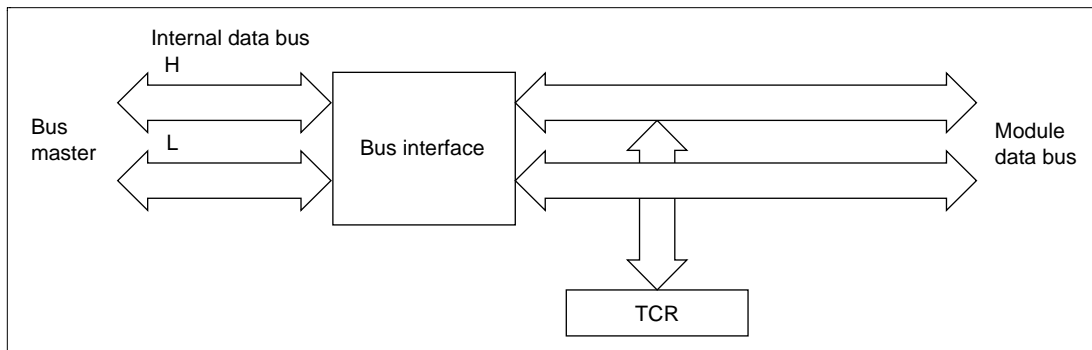 Internal data bus
H
Bus
master
L
Bus interface
Module
data bus
TCR